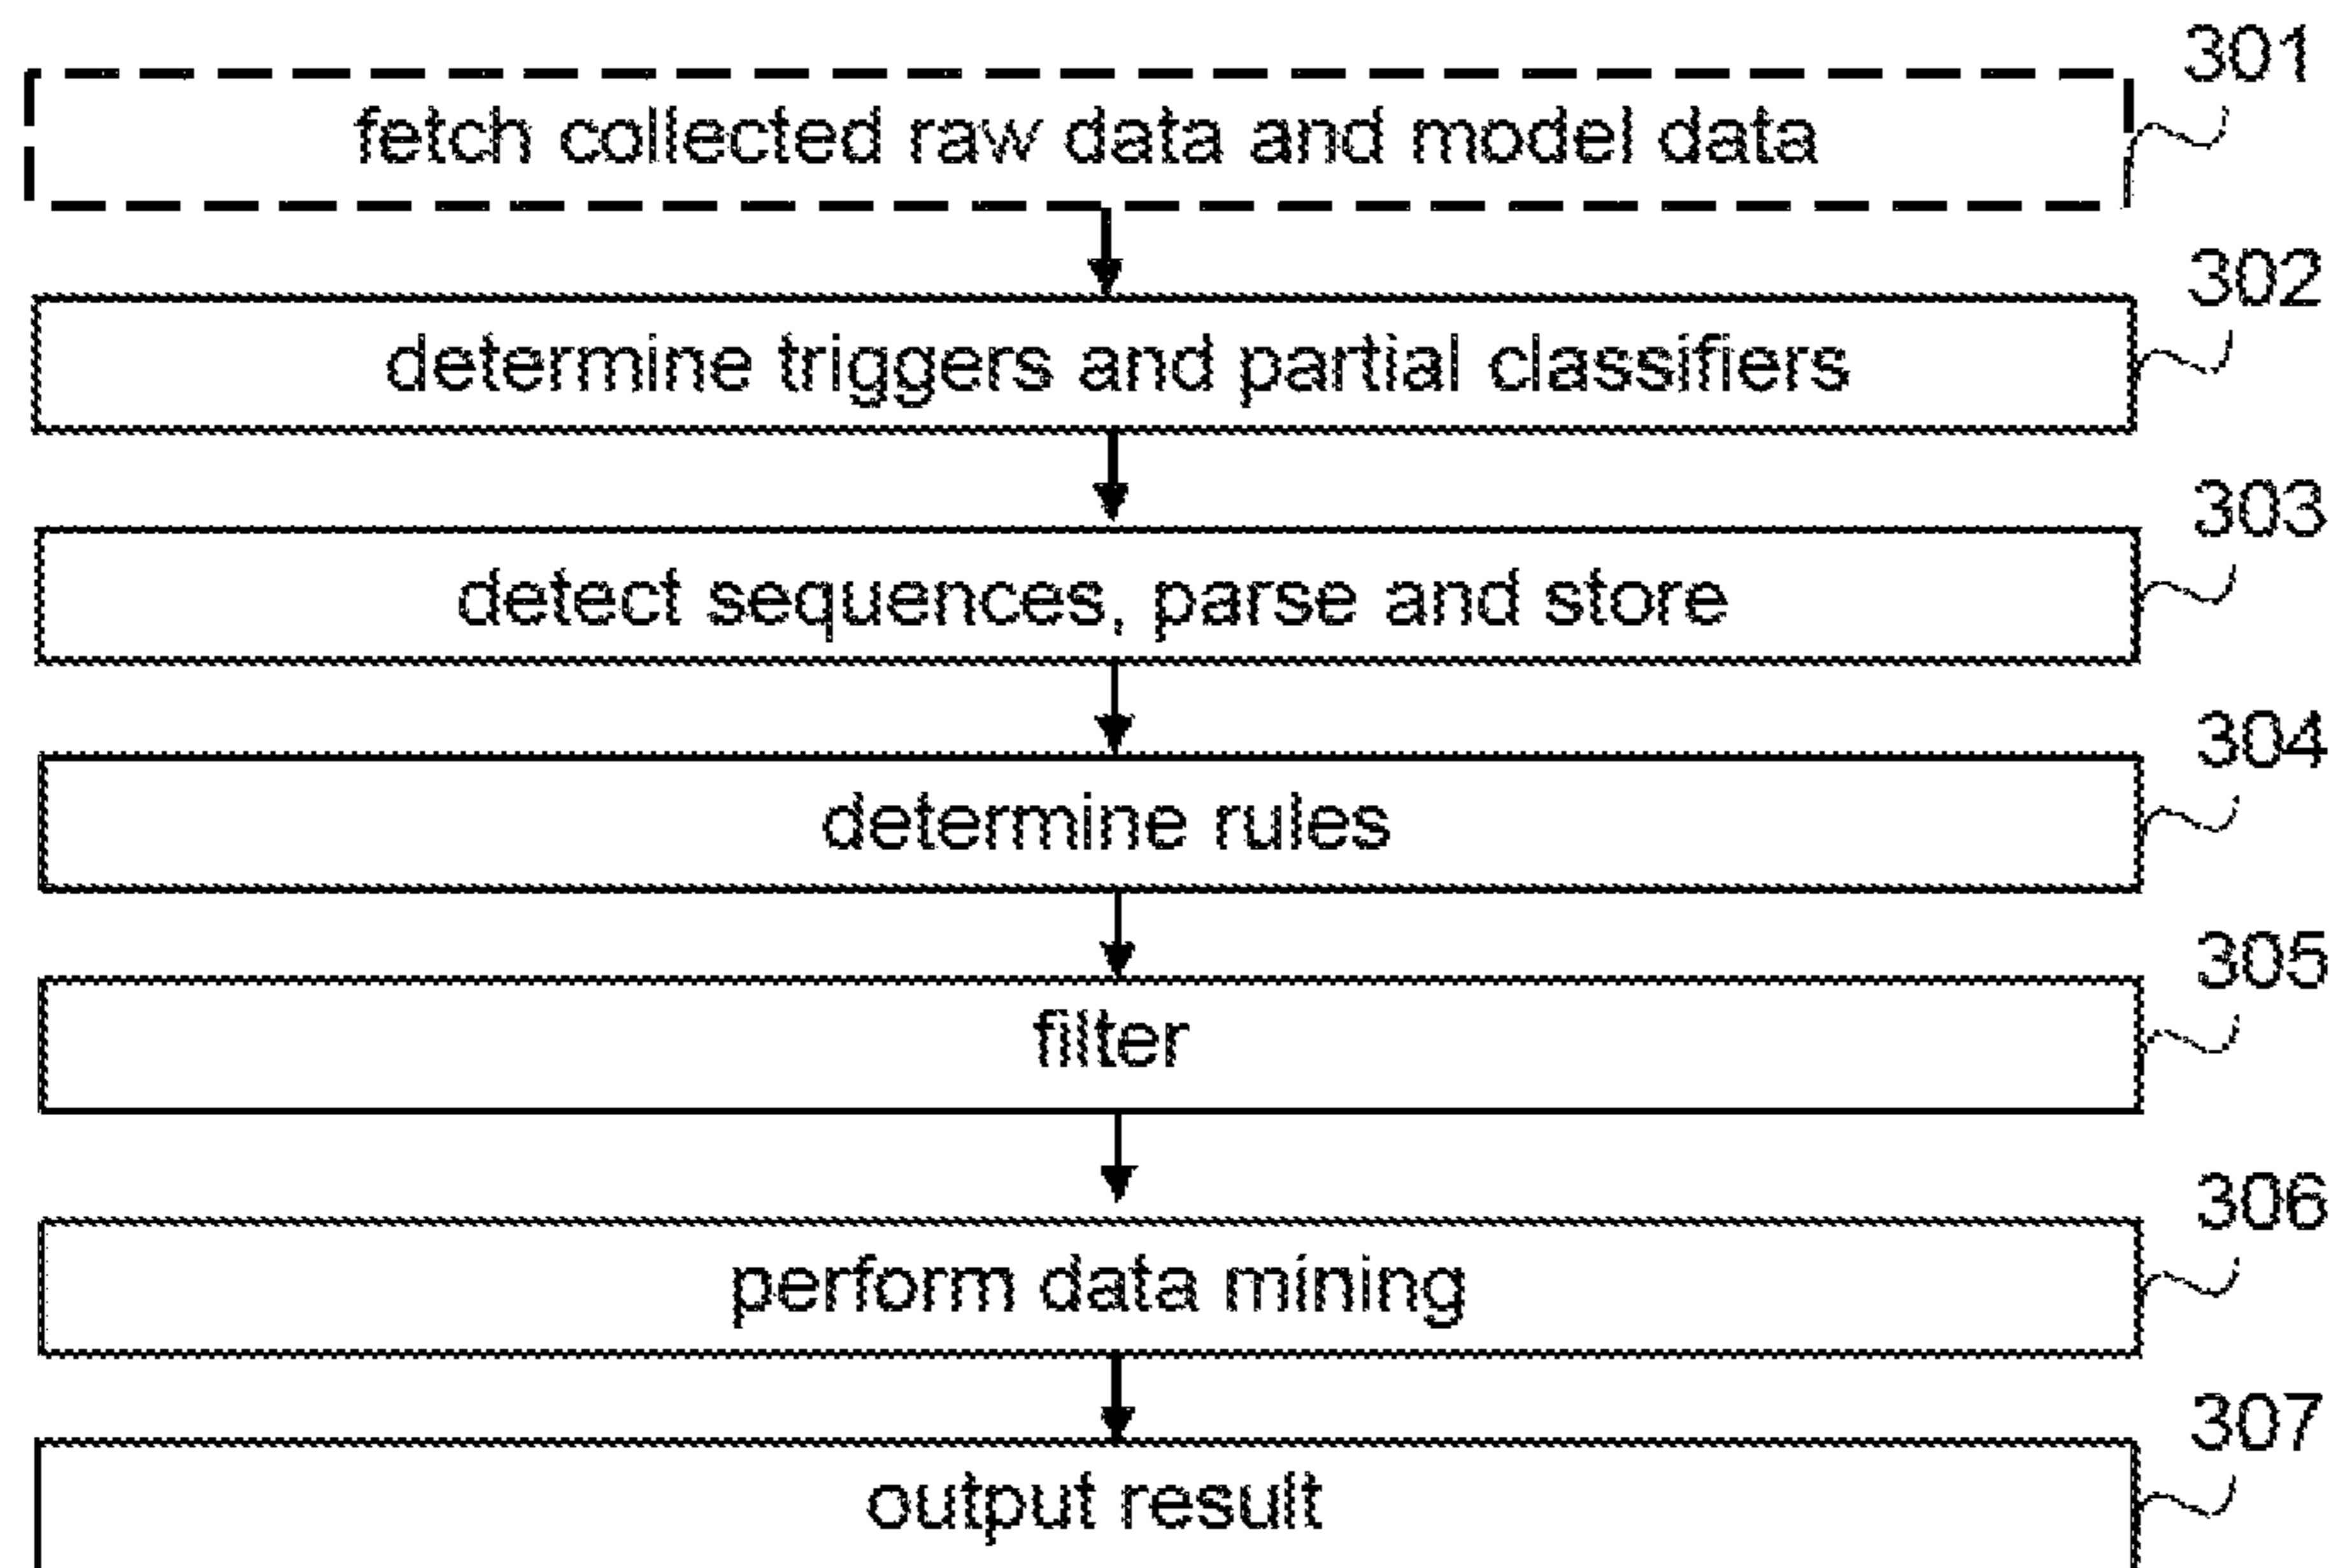 301
fetch collected raw data and model data
302
determine triggers and partial classifiers
303
detect sequences, parse and store
304
determine rules
305
filter
306
perform data mining
307
output result